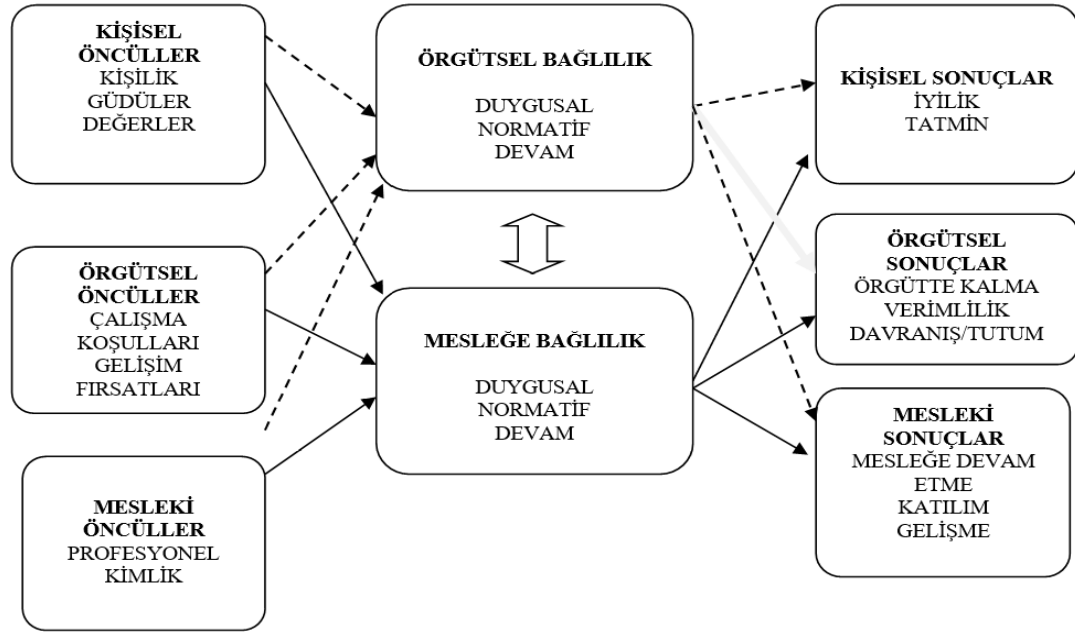 KİŞİSEL
ÖNCÜLLER
KİŞİLİK
GÜDÜLER
DEĞERLER
ÖRGÜTSEL
ÖNCÜLLER
ÇALIŞMA
KOŞULLARI
GELİŞİM
FIRSATLARI
MESLEKİ
ÖNCÜLLER
PROFESYONEL
KİMLİK
ÖRGÜTSEL BAĞLILIK
DUYGUSAL
NORMATİF
DEVAM
MESLEĞE BAĞLILIK
DUYGUSAL
NORMATİF
DEVAM
KİŞİSEL SONUÇLAR
İYİLİK
TATMİN
ÖRGÜTSEL
SONUÇLAR
ÖRGÜTTE KALMA
VERİMLİLİK
DAVRANIŞ/TUTUM
MESLEKİ
SONUÇLAR
MESLEĞE DEVAM
ETME
KATILIM
GELİŞME